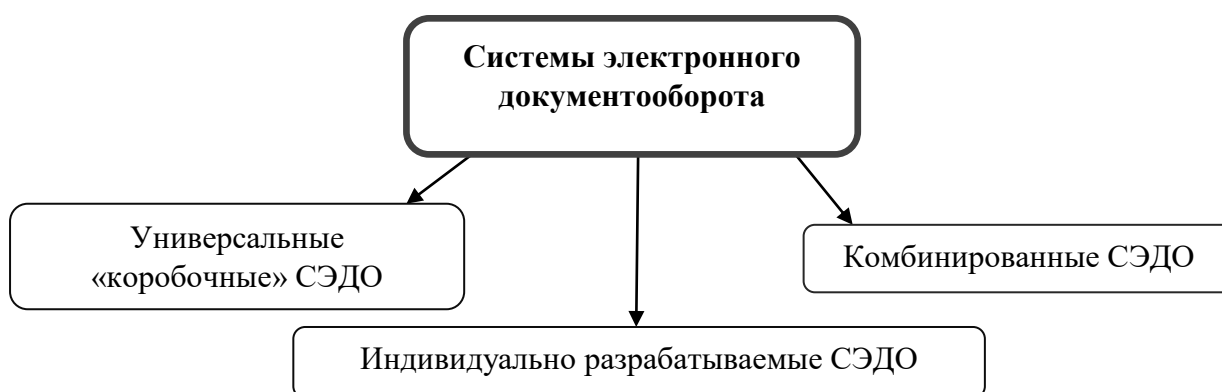 Системы электронного
документооборота
Универсальные
«коробочные» СЭДО
Комбинированные СЭДО
Индивидуально разрабатываемые СЭДО